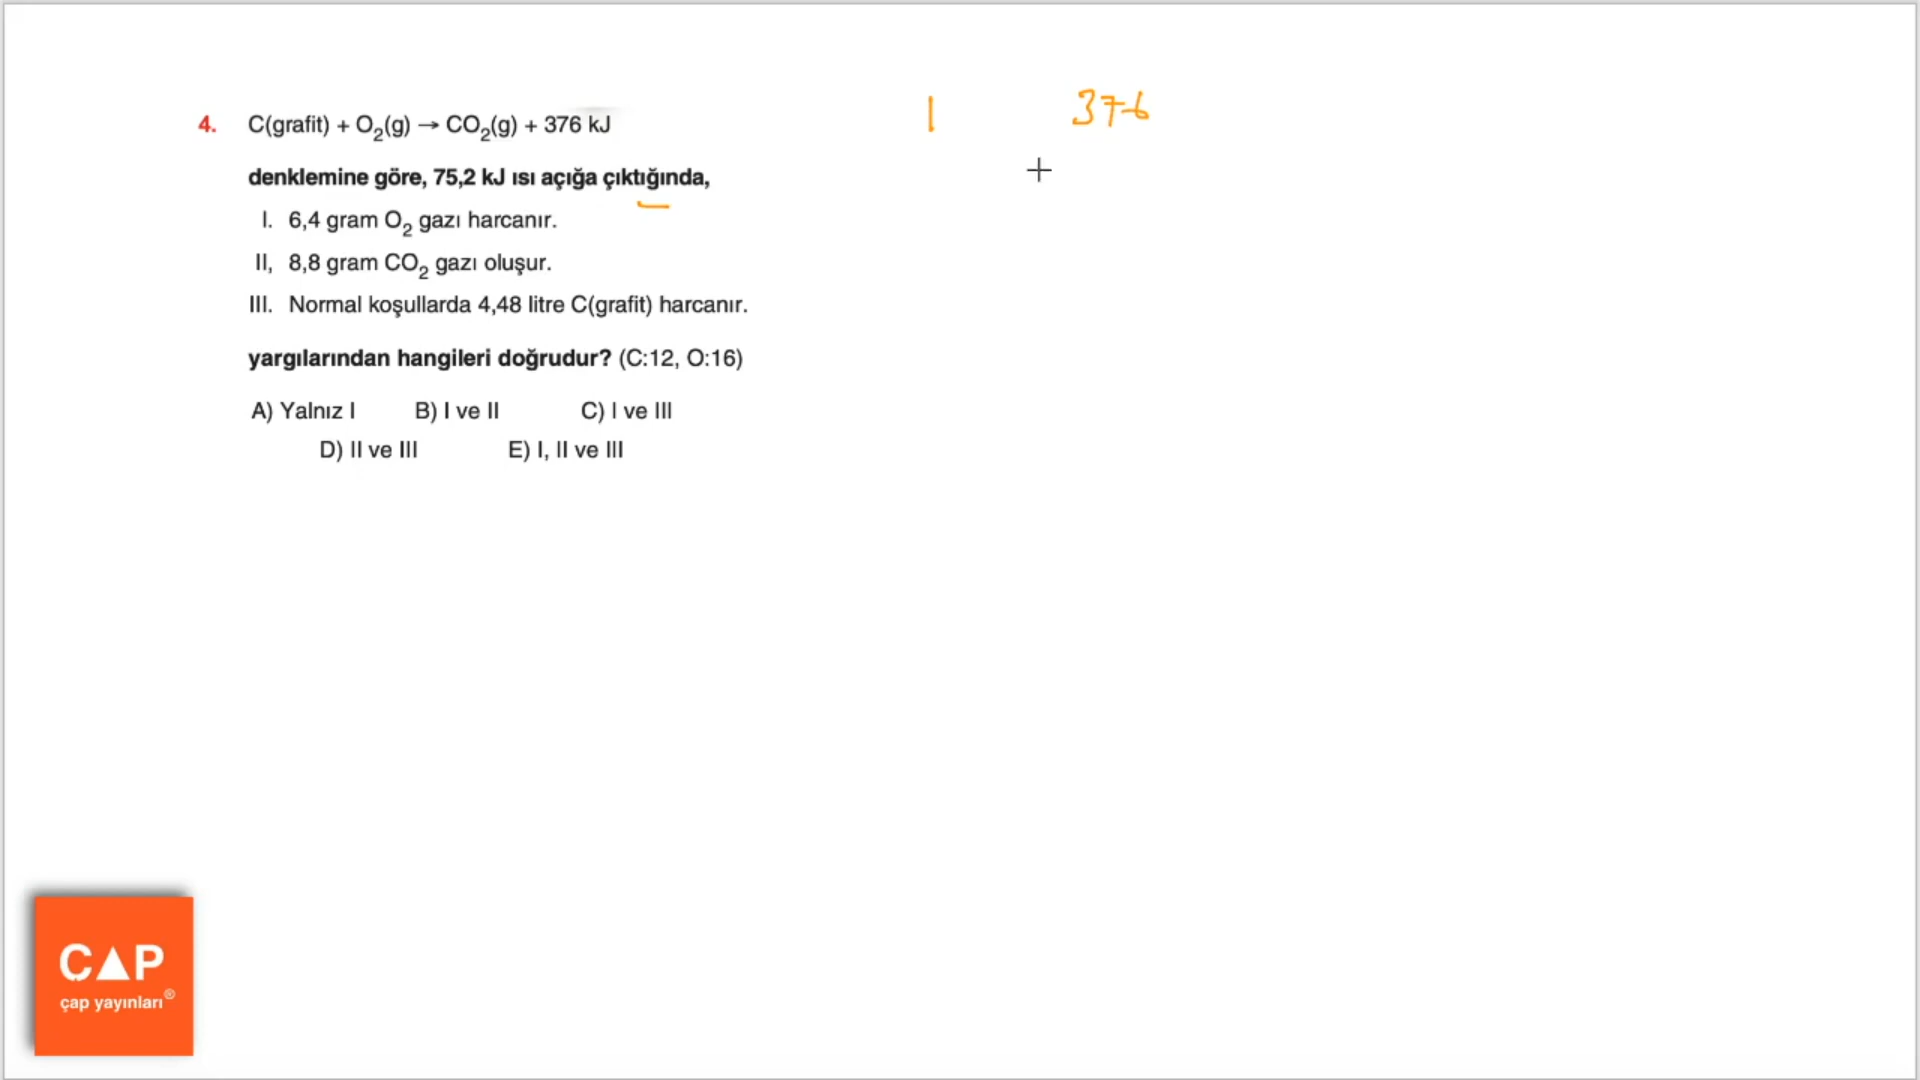 4. C(grafit) + O₂(g) → CO₂(g) + 376 kJ
1 376
denklemine göre, 75,2 kJ ısı açığa çıktığında,
I. 6,4 gram O₂ gazı harcanır.
II, 8,8 gram CO₂ gazı oluşur.
III. Normal koşullarda 4,48 litre C(grafit) harcanır.
yargılarından hangileri doğrudur? (C:12, O:16)
A) Yalnız I B) I ve II C) I ve III
D) II ve III E) I, II ve III
ÇAP
çap yayınları®